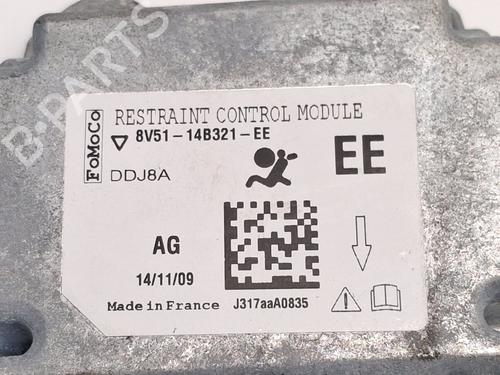 B-PARTS
FoMoCo
RESTRAINT CONTROL MODULE
8V51-14B321-EE
DDJ8A
EE
AG
14/11/09
Made in France
J317aaA0835